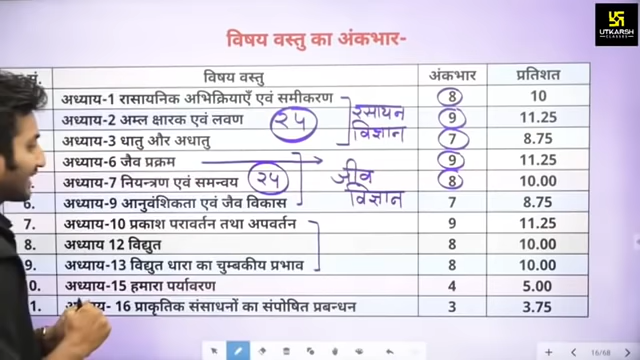 UTKARSH
CLASSES
विषय वस्तु का अंकभार-
सं. विषय वस्तु अंकभार प्रतिशत
अध्याय-1 रासायनिक अभिक्रियाएँ एवं समीकरण 8 10
अध्याय-2 अम्ल क्षारक एवं लवण 9 11.25
अध्याय-3 धातु और अधातु 7 8.75
२५ रसायन विज्ञान
अध्याय-6 जैव प्रक्रम 9 11.25
अध्याय-7 नियन्त्रण एवं समन्वय 8 10.00
6. अध्याय-9 आनुवंशिकता एवं जैव विकास 7 8.75
२५ जीव विज्ञान
7. अध्याय-10 प्रकाश परावर्तन तथा अपवर्तन 9 11.25
8. अध्याय 12 विद्युत 8 10.00
9. अध्याय-13 विद्युत धारा का चुम्बकीय प्रभाव 8 10.00
0. अध्याय-15 हमारा पर्यावरण 4 5.00
1. अध्याय- 16 प्राकृतिक संसाधनों का संपोषित प्रबन्धन 3 3.75
16/68